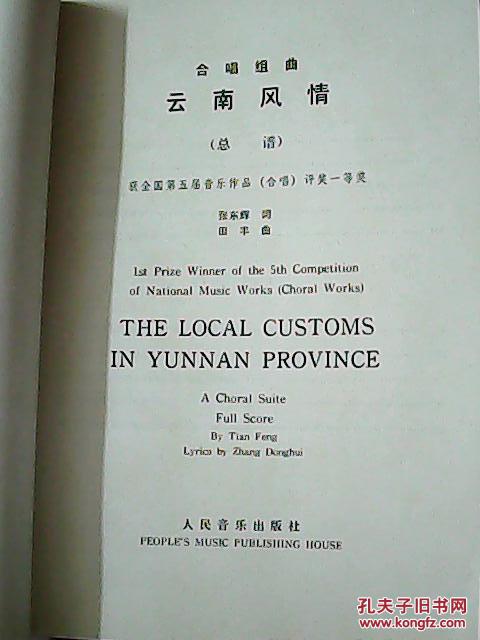 合唱组曲
云南风情
(总谱)
获全国第五届音乐作品(合唱)评奖一等奖
张东辉 词
田丰 曲
1st Prize Winner of the 5th Competition
of National Music Works (Choral Works)
THE LOCAL CUSTOMS
IN YUNNAN PROVINCE
A Choral Suite
Full Score
By Tian Feng
Lyrics by Zhang Donghui
人民音乐出版社
PEOPLE'S MUSIC PUBLISHING HOUSE
孔夫子旧书网
www.kongfz.com